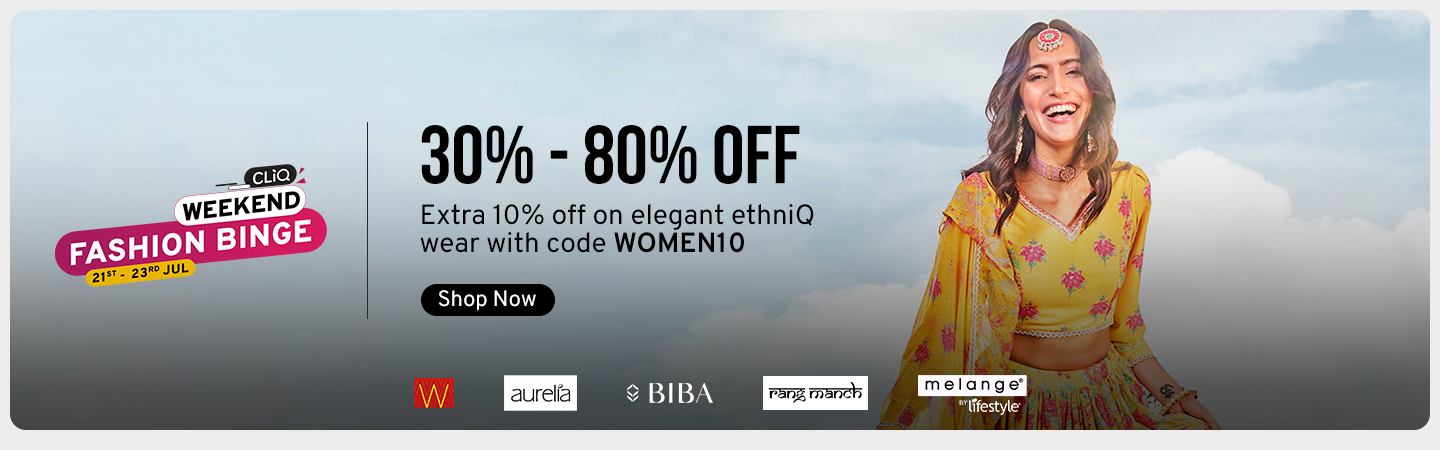 CLiQ
WEEKEND
FASHION BINGE
21ST - 23RD JUL
30% - 80% OFF
Extra 10% off on elegant ethniQ
wear with code WOMEN10
Shop Now
W
aurelia
BIBA
rang manch
melange®
BY lifestyle